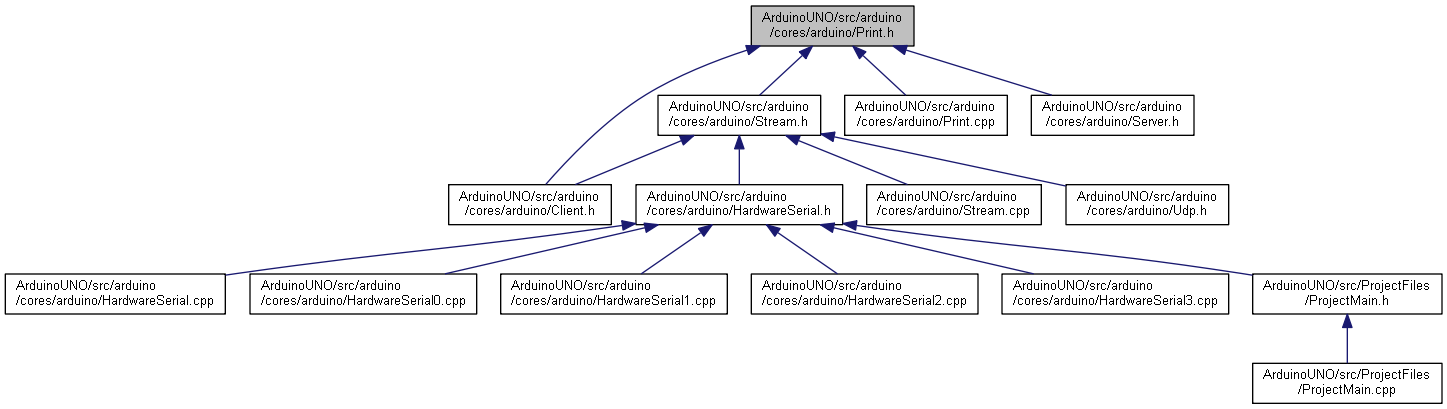 ArduinoUNO/src/arduino
/cores/arduino/Print.h
ArduinoUNO/src/arduino
/cores/arduino/Stream.h
ArduinoUNO/src/arduino
/cores/arduino/Print.cpp
ArduinoUNO/src/arduino
/cores/arduino/Server.h
ArduinoUNO/src/arduino
/cores/arduino/Client.h
ArduinoUNO/src/arduino
/cores/arduino/HardwareSerial.h
ArduinoUNO/src/arduino
/cores/arduino/Stream.cpp
ArduinoUNO/src/arduino
/cores/arduino/Udp.h
ArduinoUNO/src/arduino
/cores/arduino/HardwareSerial.cpp
ArduinoUNO/src/arduino
/cores/arduino/HardwareSerial0.cpp
ArduinoUNO/src/arduino
/cores/arduino/HardwareSerial1.cpp
ArduinoUNO/src/arduino
/cores/arduino/HardwareSerial2.cpp
ArduinoUNO/src/arduino
/cores/arduino/HardwareSerial3.cpp
ArduinoUNO/src/ProjectFiles
/ProjectMain.h
ArduinoUNO/src/ProjectFiles
/ProjectMain.cpp